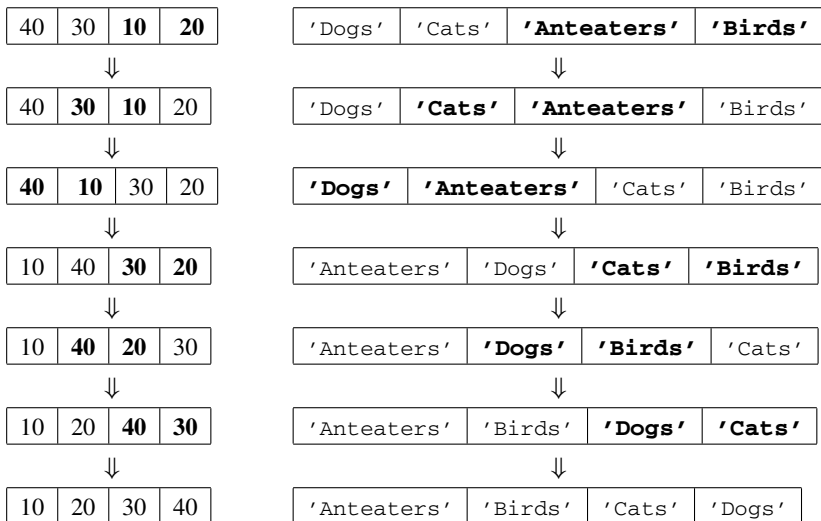 40 30 10 20 'Dogs' 'Cats' 'Anteaters' 'Birds'
⇓ ⇓
40 30 10 20 'Dogs' 'Cats' 'Anteaters' 'Birds'
⇓ ⇓
40 10 30 20 'Dogs' 'Anteaters' 'Cats' 'Birds'
⇓ ⇓
10 40 30 20 'Anteaters' 'Dogs' 'Cats' 'Birds'
⇓ ⇓
10 40 20 30 'Anteaters' 'Dogs' 'Birds' 'Cats'
⇓ ⇓
10 20 40 30 'Anteaters' 'Birds' 'Dogs' 'Cats'
⇓ ⇓
10 20 30 40 'Anteaters' 'Birds' 'Cats' 'Dogs'